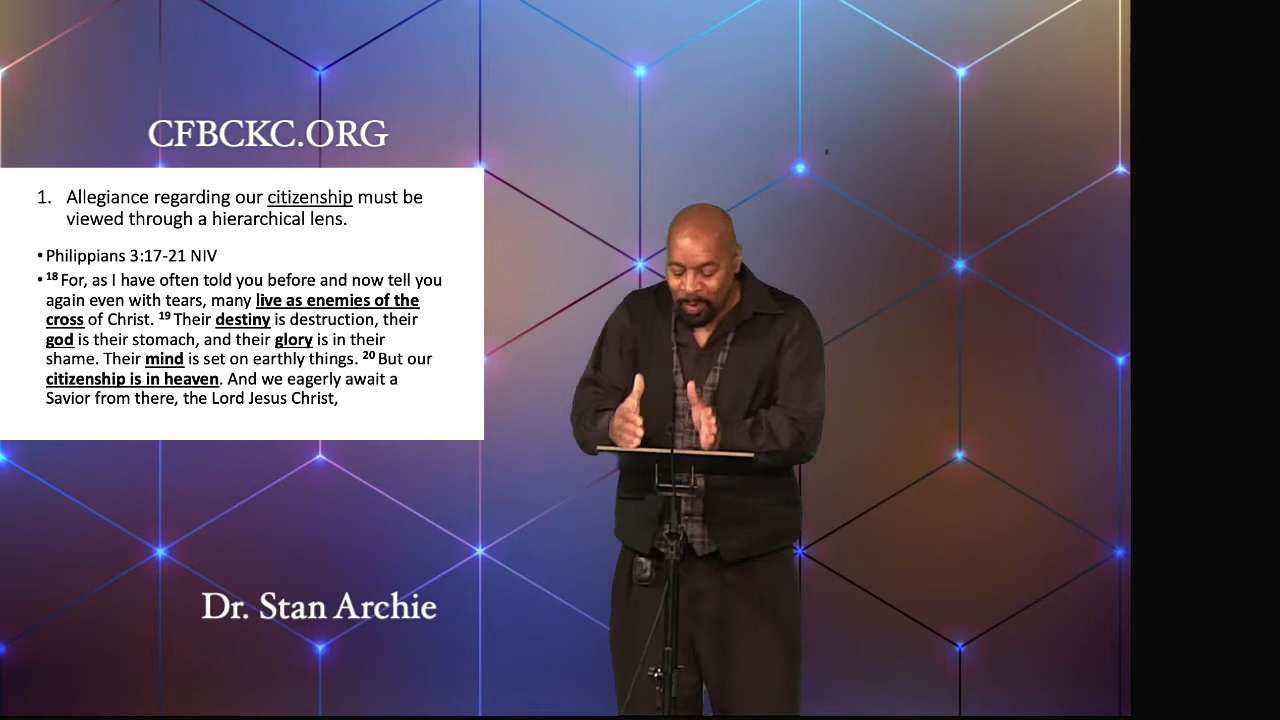 CFBCKC.ORG
1. Allegiance regarding our citizenship must be
viewed through a hierarchical lens.
• Philippians 3:17-21 NIV
• 18 For, as I have often told you before and now tell you
again even with tears, many live as enemies of the
cross of Christ. 19 Their destiny is destruction, their
god is their stomach, and their glory is in their
shame. Their mind is set on earthly things. 20 But our
citizenship is in heaven. And we eagerly await a
Savior from there, the Lord Jesus Christ,
Dr. Stan Archie